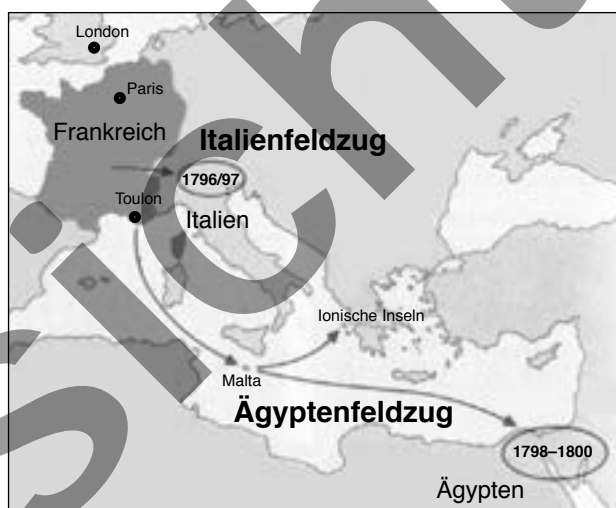 London
Paris
Frankreich
Italienfeldzug
1796/97
Toulon
Italien
Ionische Inseln
Malta
Ägyptenfeldzug
1798–1800
Ägypten